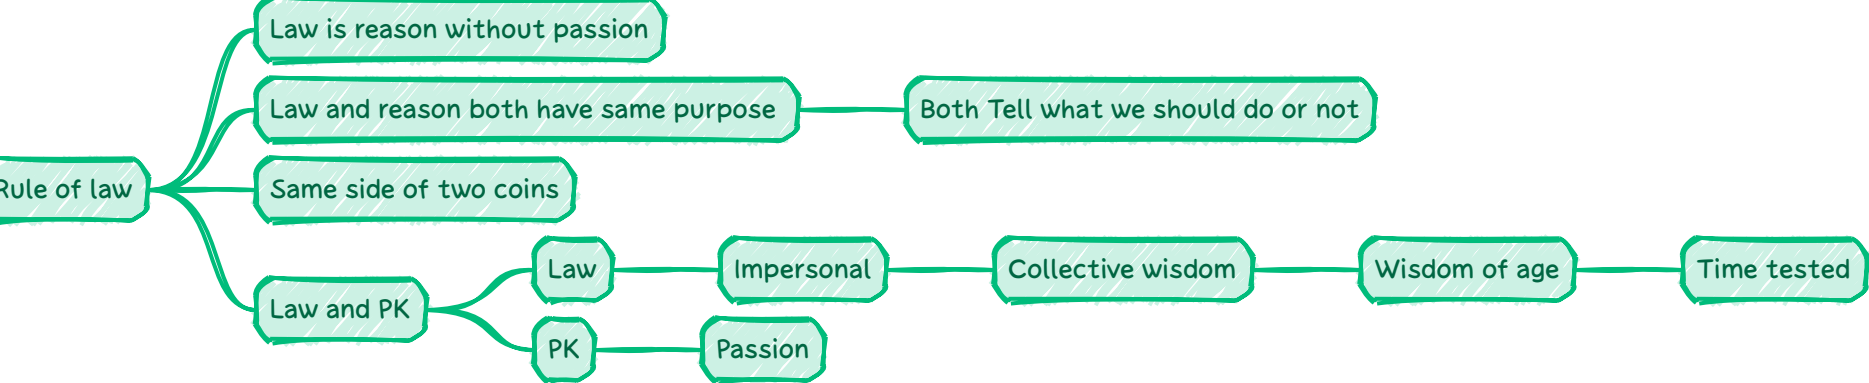 Law is reason without passion
Law and reason both have same purpose
Both Tell what we should do or not
Rule of law
Same side of two coins
Law
Impersonal
Collective wisdom
Wisdom of age
Time tested
Law and PK
PK
Passion